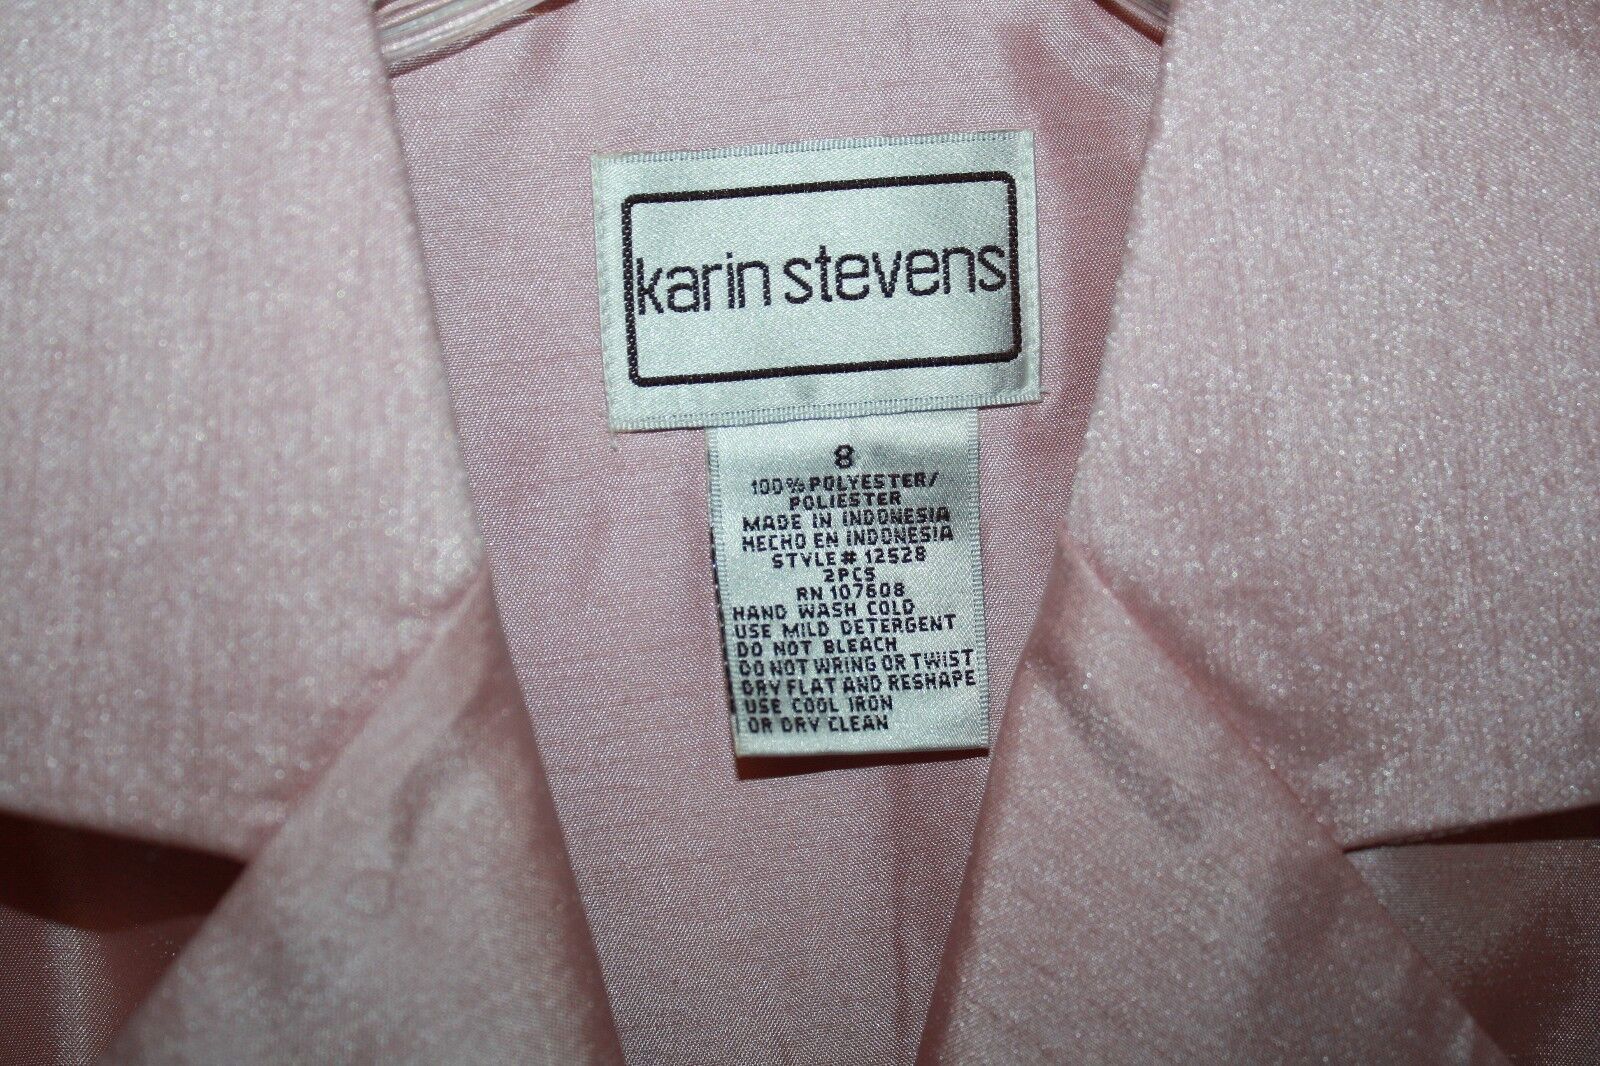 karin stevens
8
100% POLYESTER/
POLIESTER
MADE IN INDONESIA
HECHO EN INDONESIA
STYLE# 12528
2PCS
RN 107608
HAND WASH COLD
USE MILD DETERGENT
DO NOT BLEACH
DO NOT WRING OR TWIST
DRY FLAT AND RESHAPE
USE COOL IRON
OR DRY CLEAN